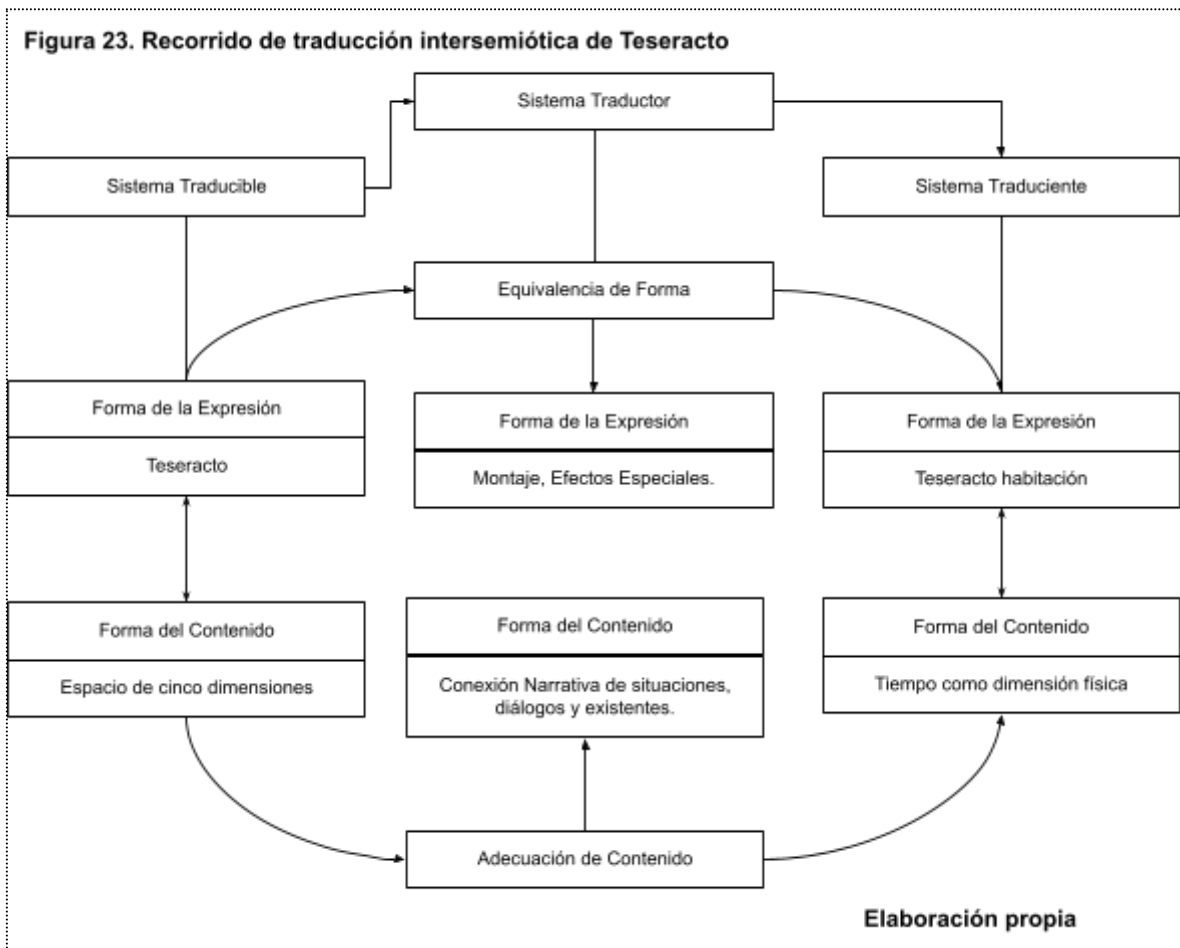 Figura 23. Recorrido de traducción intersemiótica de Teseracto
Sistema Traductor
Sistema Traducible
Sistema Traduciente
Equivalencia de Forma
Forma de la Expresión
Teseracto
Forma de la Expresión
Montaje, Efectos Especiales.
Forma de la Expresión
Teseracto habitación
Forma del Contenido
Espacio de cinco dimensiones
Forma del Contenido
Conexión Narrativa de situaciones,
diálogos y existentes.
Forma del Contenido
Tiempo como dimensión física
Adecuación de Contenido
Elaboración propia